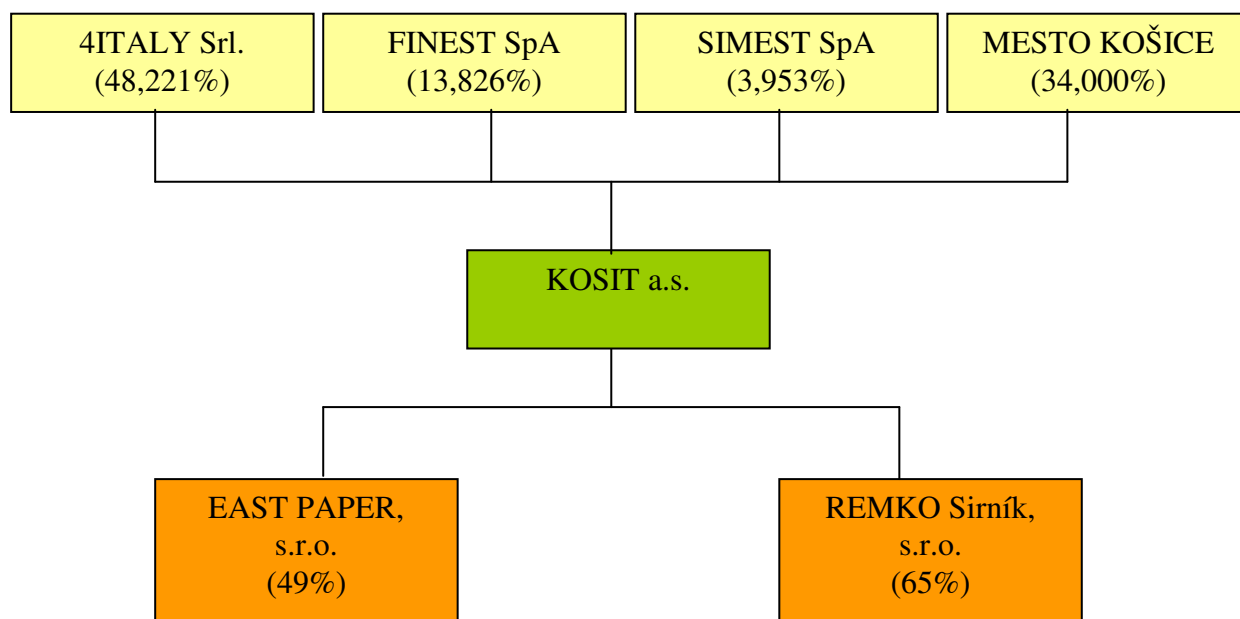 4ITALY Srl.
(48,221%)
FINEST SpA
(13,826%)
SIMEST SpA
(3,953%)
MESTO KOŠICE
(34,000%)
KOSIT a.s.
EAST PAPER,
s.r.o.
(49%)
REMKO Sirník,
s.r.o.
(65%)